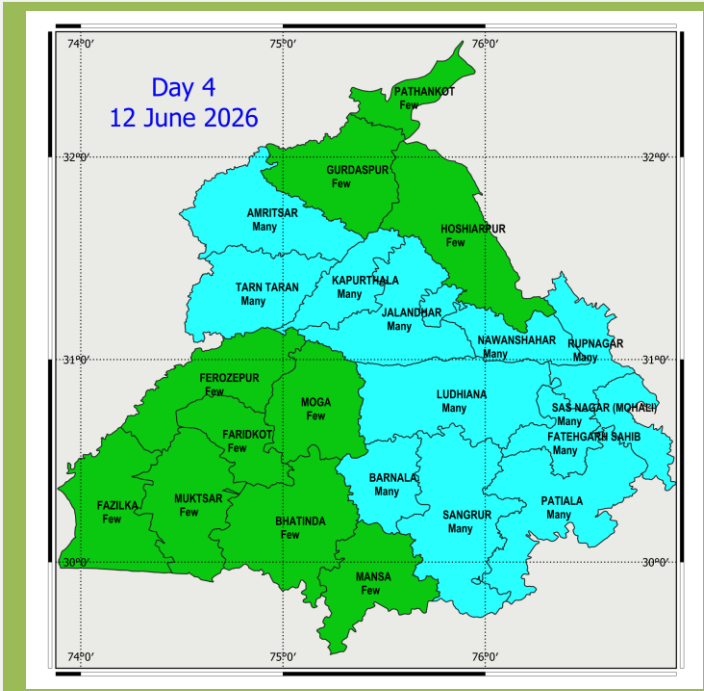 74°0′ 75°0′ 76°0′
Day 4
12 June 2026
PATHANKOT
Few
32°0′ 32°0′
GURDASPUR
Few
AMRITSAR
Many
HOSHIARPUR
Few
TARN TARAN
Many
KAPURTHALA
Many
JALANDHAR
Many
NAWANSHAHAR
Many
RUPNAGAR
Many
31°0′ 31°0′
FEROZEPUR
Few
MOGA
Few
LUDHIANA
Many
SAS NAGAR (MOHALI)
Many
FARIDKOT
Few
FATEHGARH SAHIB
Many
FAZILKA
Few
MUKTSAR
Few
BHATINDA
Few
BARNALA
Many
SANGRUR
Many
PATIALA
Many
30°0′ 30°0′
MANSA
Few
74°0′ 75°0′ 76°0′